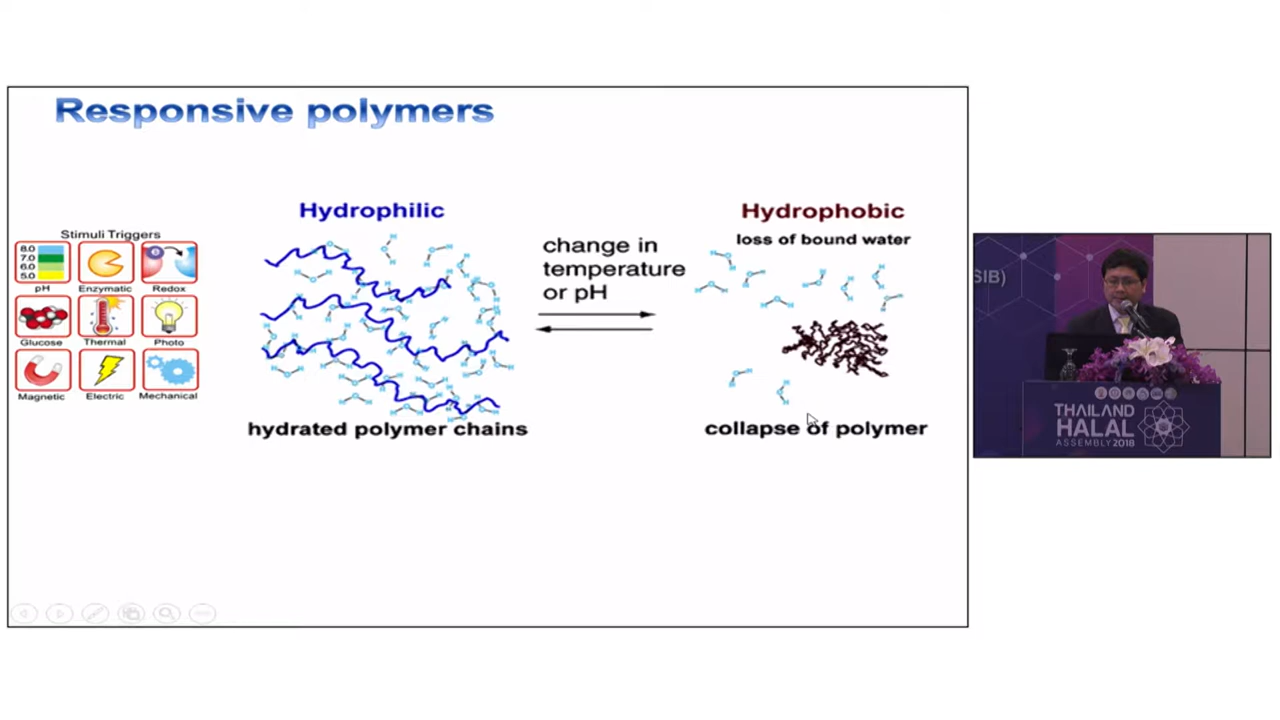 Responsive polymers
Stimuli Triggers
8.0
7.0
6.0
5.0
pH
Enzymatic
Redox
Glucose
Thermal
Photo
Magnetic
Electric
Mechanical
Hydrophilic
hydrated polymer chains
change in
temperature
or pH
Hydrophobic
loss of bound water
collapse of polymer
SIB)
THAILAND
HALAL
ASSEMBLY 2018